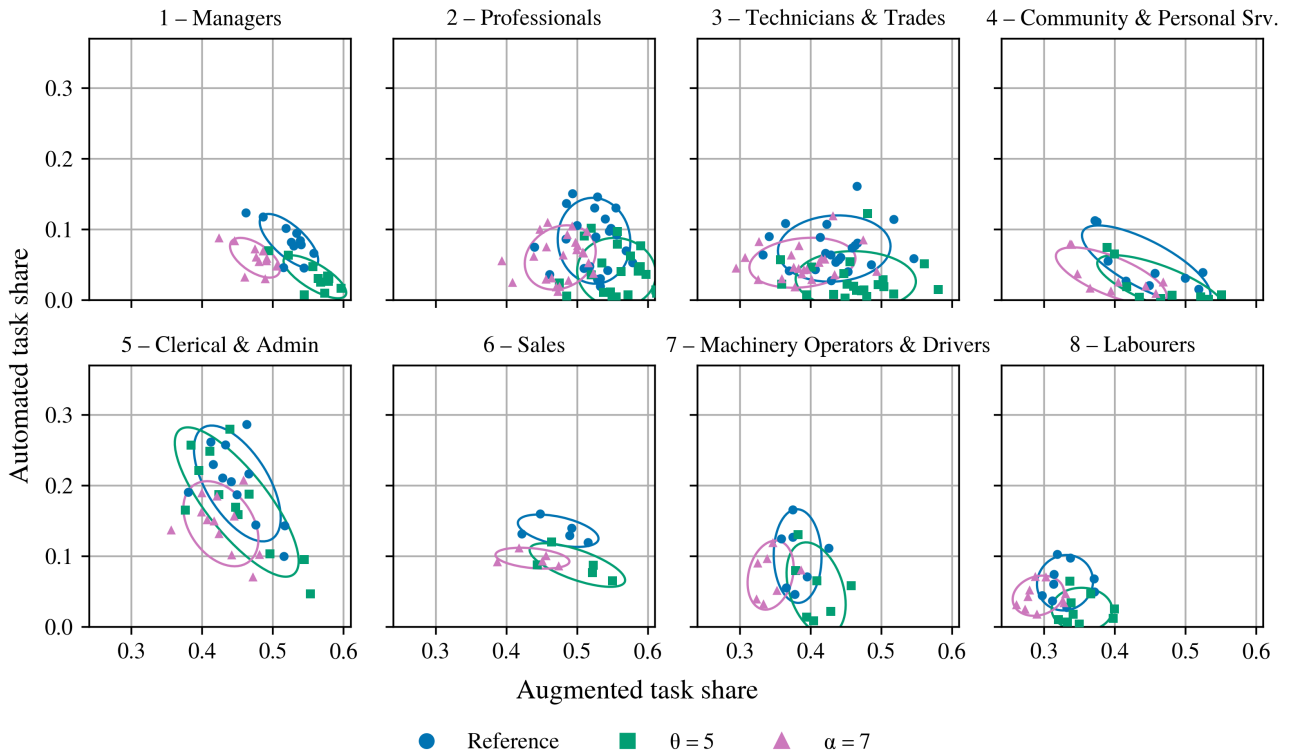 1 – Managers
2 – Professionals
3 – Technicians & Trades
4 – Community & Personal Srv.
0.3
0.2
0.1
0.0
Automated task share
5 – Clerical & Admin
6 – Sales
7 – Machinery Operators & Drivers
8 – Labourers
0.3
0.2
0.1
0.0
0.3 0.4 0.5 0.6
0.3 0.4 0.5 0.6
0.3 0.4 0.5 0.6
0.3 0.4 0.5 0.6
Augmented task share
Reference
θ = 5
α = 7